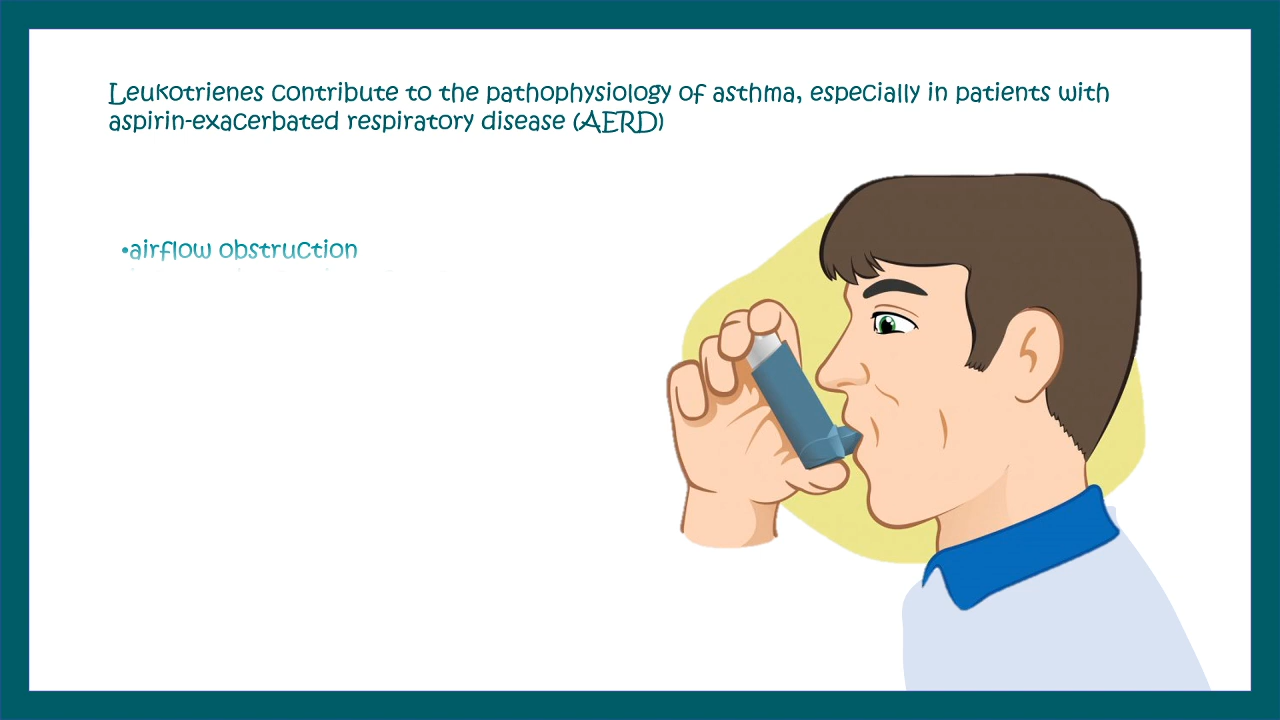 Leukotrienes contribute to the pathophysiology of asthma, especially in patients with
aspirin-exacerbated respiratory disease (AERD)
•airflow obstruction